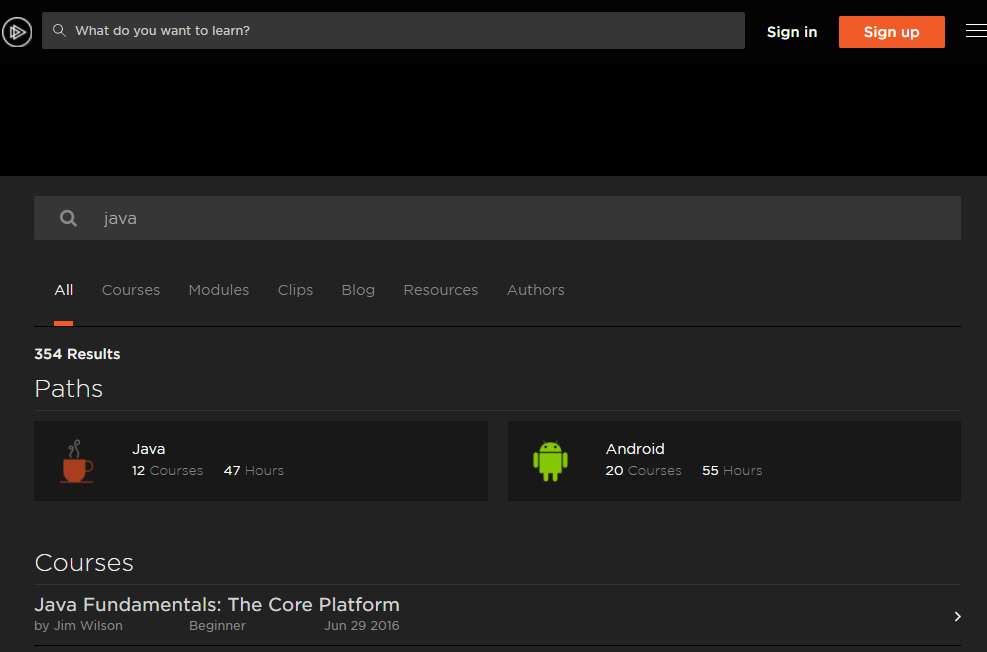 What do you want to learn? Sign in Sign up
java
All Courses Modules Clips Blog Resources Authors
354 Results
Paths
Java
12 Courses 47 Hours
Android
20 Courses 55 Hours
Courses
Java Fundamentals: The Core Platform
by Jim Wilson Beginner Jun 29 2016